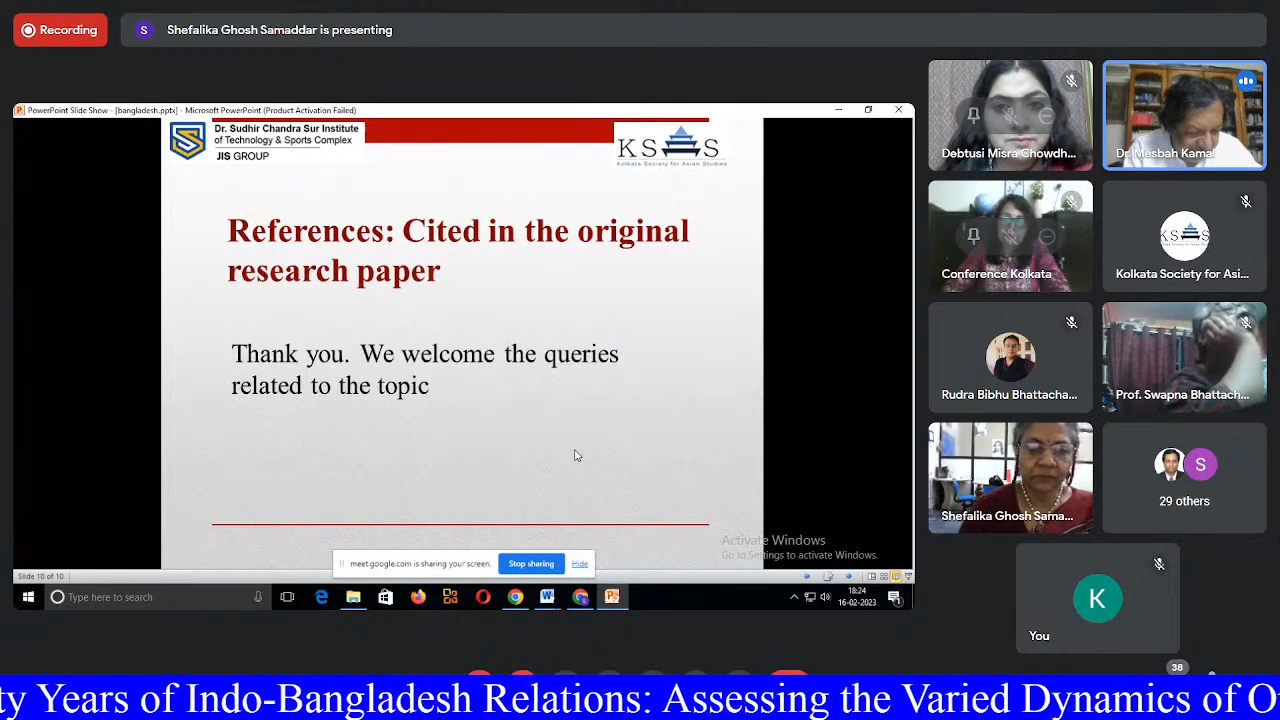 Recording
S
Shefalika Ghosh Samaddar is presenting
PowerPoint Slide Show - [bangladesh.pptx] - Microsoft PowerPoint (Product Activation Failed)
Dr. Sudhir Chandra Sur Institute
of Technology & Sports Complex
JIS GROUP
KSAS
Kolkata Society for Asian Studies
References: Cited in the original
research paper
Thank you. We welcome the queries
related to the topic
Activate Windows
Go to Settings to activate Windows.
meet.google.com is sharing your screen.
Stop sharing
Hide
Slide 10 of 10
Type here to search
18:24
16-02-2023
1
Debtusi Misra Chowdh...
Dr. Mesbah Kamal
Conference Kolkata
KSAS
Kolkata Society for Asi...
Rudra Bibhu Bhattacha...
Prof. Swapna Bhattach...
Shefalika Ghosh Sama...
S
29 others
K
You
38
ty Years of Indo-Bangladesh Relations: Assessing the Varied Dynamics of O